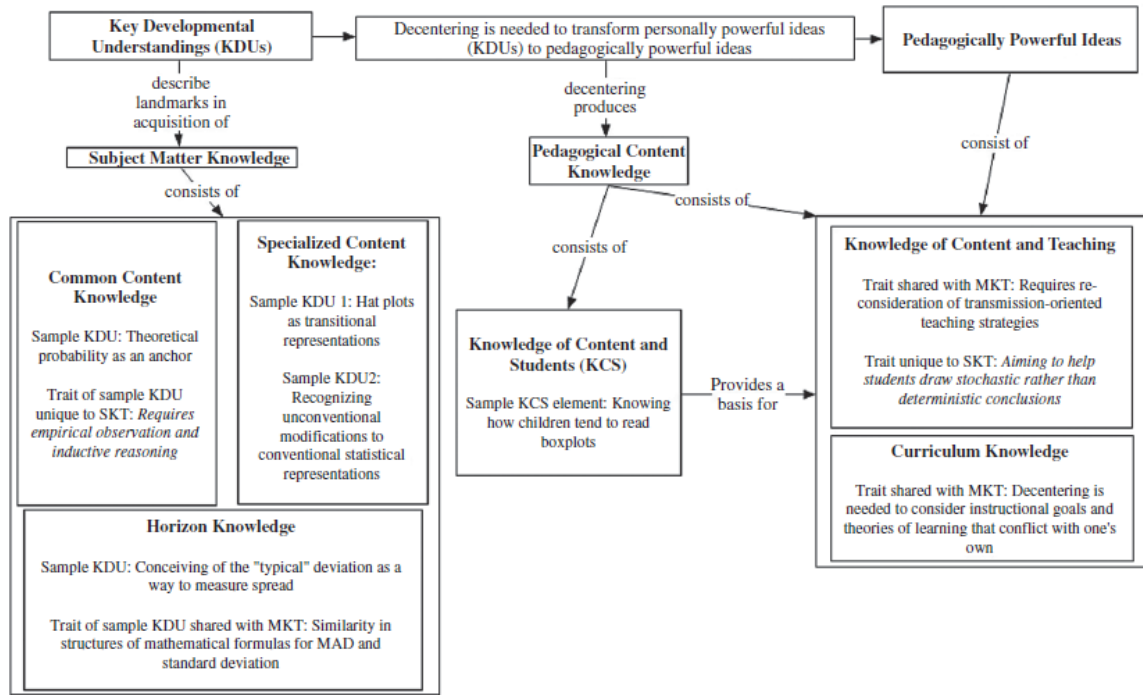 Key Developmental
Understandings (KDUs)
Decentering is needed to transform personally powerful ideas
(KDUs) to pedagogically powerful ideas
Pedagogically Powerful Ideas
describe
landmarks in
acquisition of
decentering
produces
consist of
Subject Matter Knowledge
Pedagogical Content
Knowledge
consists of
consists of
consists of
Common Content
Knowledge
Sample KDU: Theoretical
probability as an anchor
Trait of sample KDU
unique to SKT: Requires
empirical observation and
inductive reasoning
Specialized Content
Knowledge:
Sample KDU 1: Hat plots
as transitional
representations
Sample KDU2:
Recognizing
unconventional
modifications to
conventional statistical
representations
Horizon Knowledge
Sample KDU: Conceiving of the "typical" deviation as a
way to measure spread
Trait of sample KDU shared with MKT: Similarity in
structures of mathematical formulas for MAD and
standard deviation
Knowledge of Content and
Students (KCS)
Sample KCS element: Knowing
how children tend to read
boxplots
Provides a
basis for
Knowledge of Content and Teaching
Trait shared with MKT: Requires re-
consideration of transmission-oriented
teaching strategies
Trait unique to SKT: Aiming to help
students draw stochastic rather than
deterministic conclusions
Curriculum Knowledge
Trait shared with MKT: Decentering is
needed to consider instructional goals and
theories of learning that conflict with one's
own